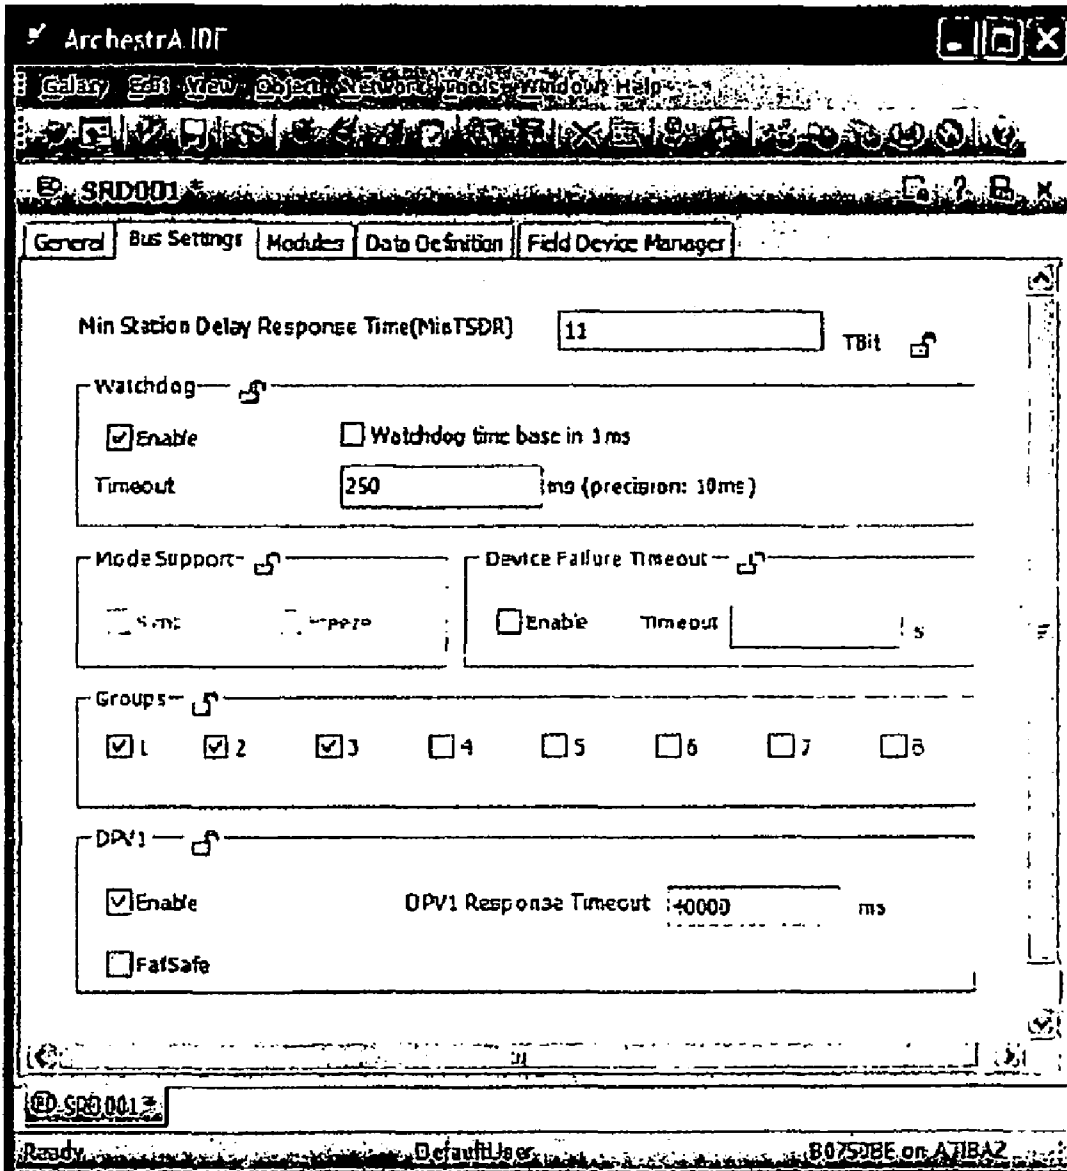 ArchestrA IDE
Galaxy Edit View Object Network Tools Window Help
SRD001 *
General Bus Settings Modules Data Definition Field Device Manager
Min Station Delay Response Time(MinTSDR) 11 TBit
Watchdog
Enable Watchdog time base in 1ms
Timeout 250 ms (precision: 10ms)
Mode Support Device Failure Timeout
Sync Freeze Enable Timeout s
Groups
1 2 3 4 5 6 7 8
DPV1
Enable DPV1 Response Timeout 40000 ms
FailSafe
SRD001 *
Ready DefaultUser